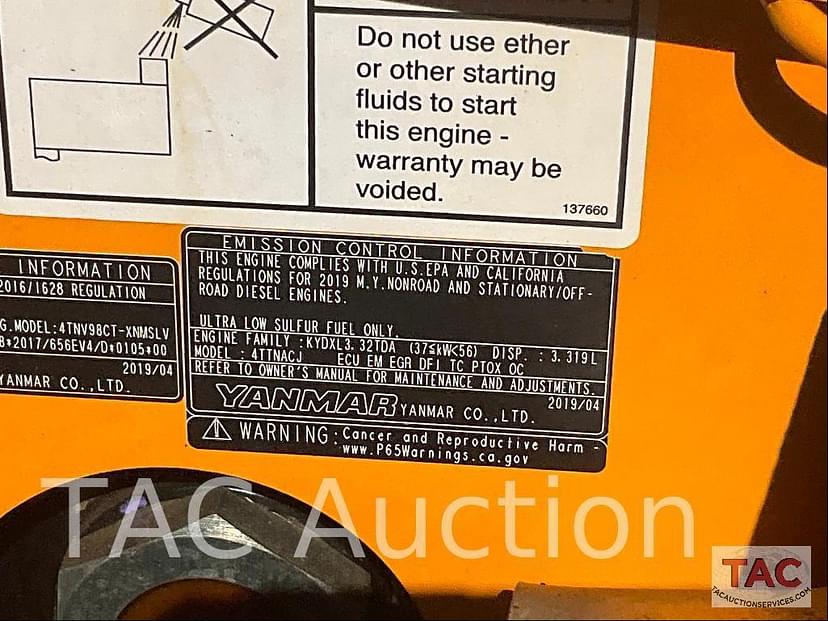 Do not use ether
or other starting
fluids to start
this engine -
warranty may be
voided.
137660
INFORMATION
2016/1628 REGULATION
G.MODEL:4TNV98CT-XNMSLV
8*2017/656EV4/D*0105*00
2019/04
YANMAR CO.,LTD.
EMISSION CONTROL INFORMATION
THIS ENGINE COMPLIES WITH U.S.EPA AND CALIFORNIA
REGULATIONS FOR 2019 M.Y.NONROAD AND STATIONARY/OFF-
ROAD DIESEL ENGINES.
ULTRA LOW SULFUR FUEL ONLY.
ENGINE FAMILY :KYDXL3.32TDA (37≤kW<56) DISP.:3.319L
MODEL : 4TTNACJ ECU EM EGR DFI TC PTOX OC
REFER TO OWNER'S MANUAL FOR MAINTENANCE AND ADJUSTMENTS.
2019/04
YANMAR YANMAR CO.,LTD.
WARNING:Cancer and Reproductive Harm -
www.P65Warnings.ca.gov
TAC Auction
TAC
TACAUCTIONSERVICES.COM